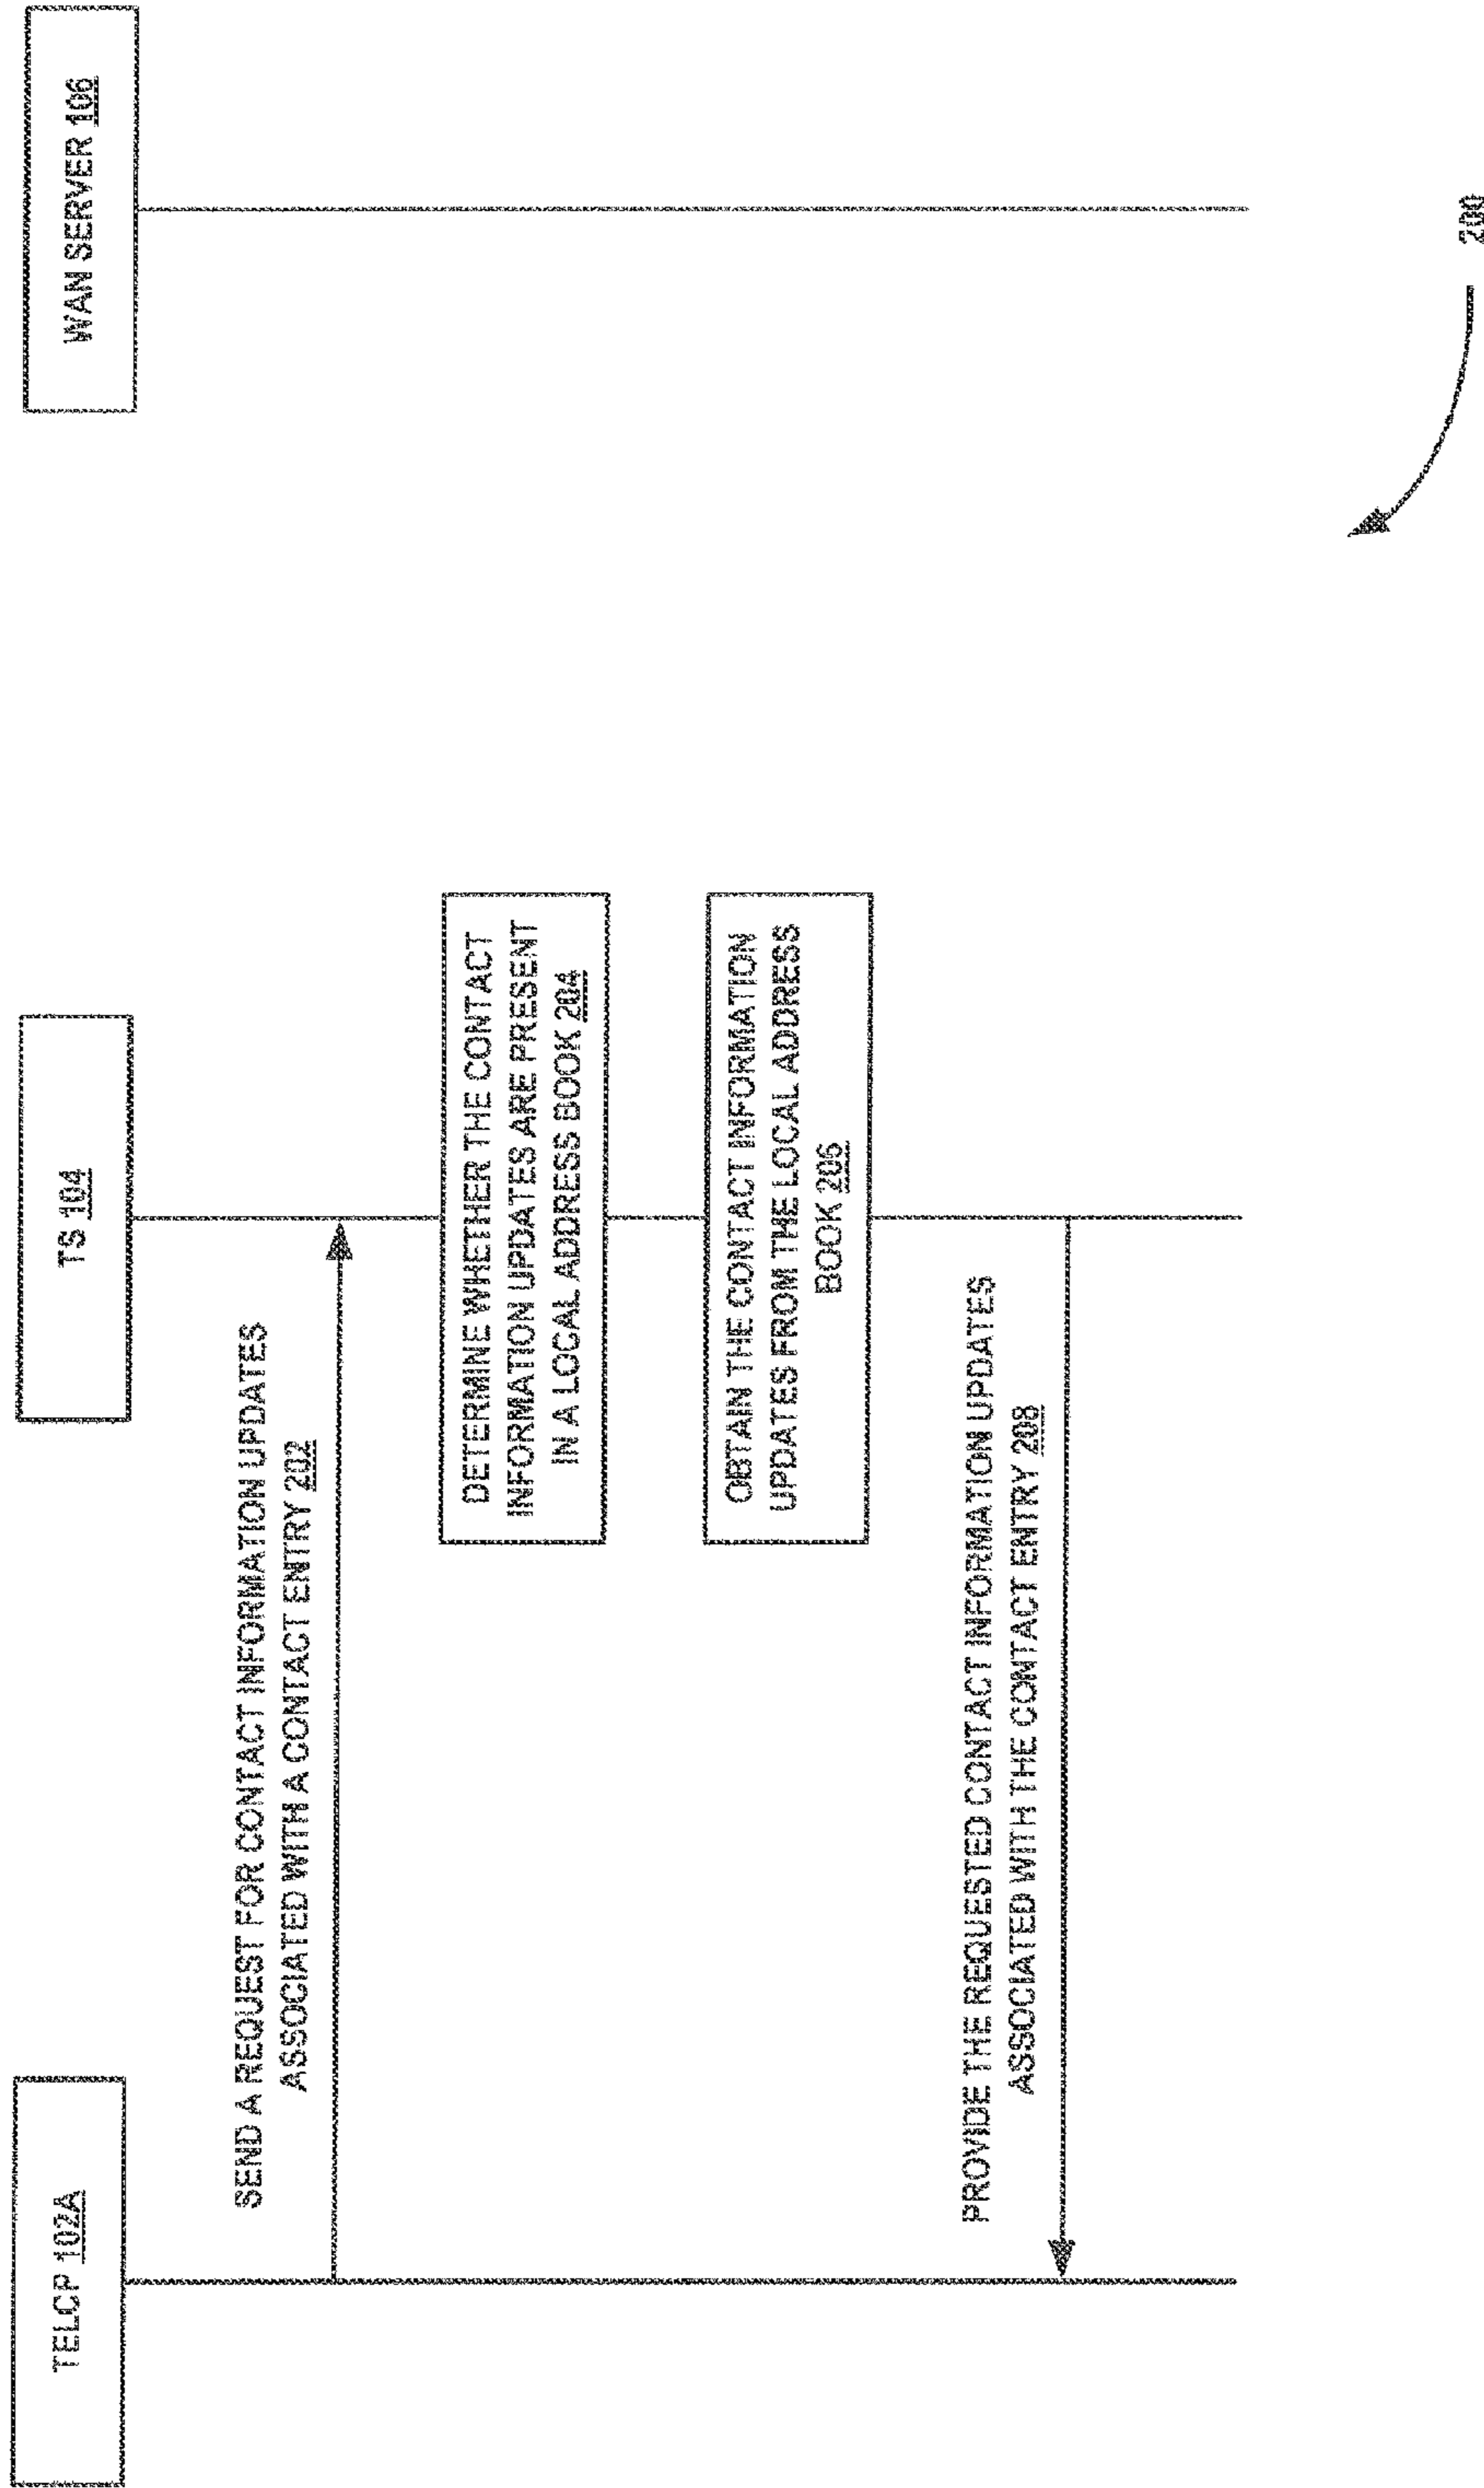 TELCP 102A
TS 104
WAN SERVER 106
SEND A REQUEST FOR CONTACT INFORMATION UPDATES
ASSOCIATED WITH A CONTACT ENTRY 202
DETERMINE WHETHER THE CONTACT
INFORMATION UPDATES ARE PRESENT
IN A LOCAL ADDRESS BOOK 204
OBTAIN THE CONTACT INFORMATION
UPDATES FROM THE LOCAL ADDRESS
BOOK 206
PROVIDE THE REQUESTED CONTACT INFORMATION UPDATES
ASSOCIATED WITH THE CONTACT ENTRY 208
200